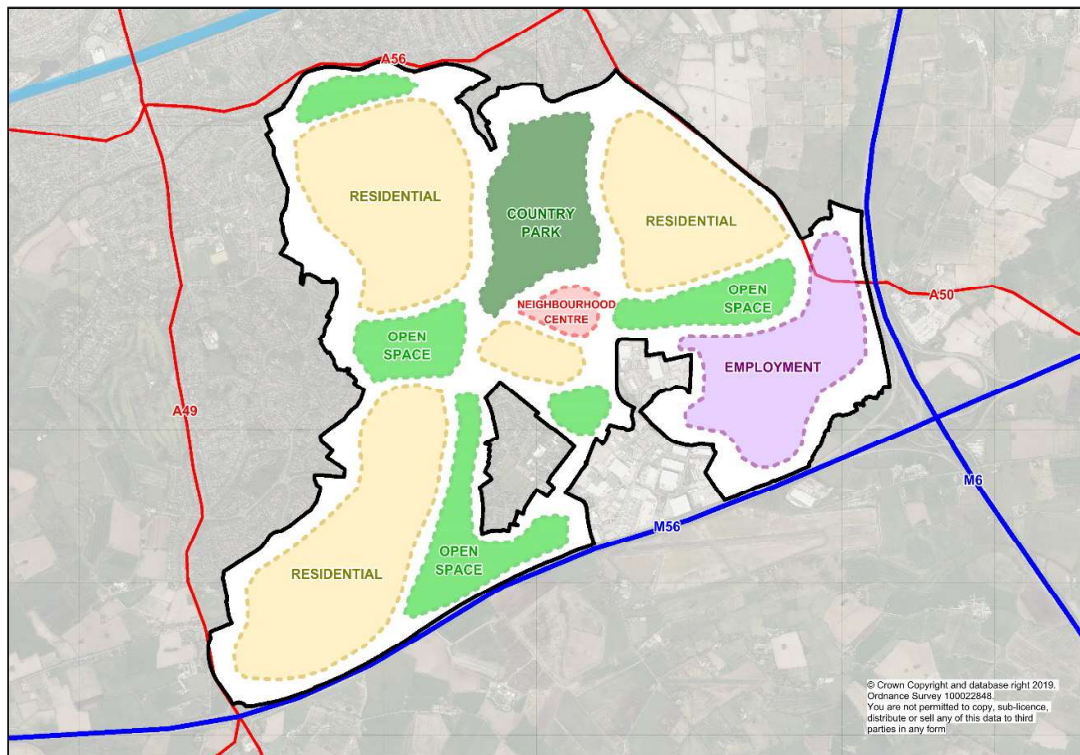 A56
RESIDENTIAL
COUNTRY
PARK
RESIDENTIAL
NEIGHBOURHOOD
CENTRE
OPEN
SPACE
A50
OPEN
SPACE
EMPLOYMENT
A49
M6
M56
OPEN
SPACE
RESIDENTIAL
© Crown Copyright and database right 2019.
Ordnance Survey 100022848.
You are not permitted to copy, sub-licence,
distribute or sell any of this data to third
parties in any form